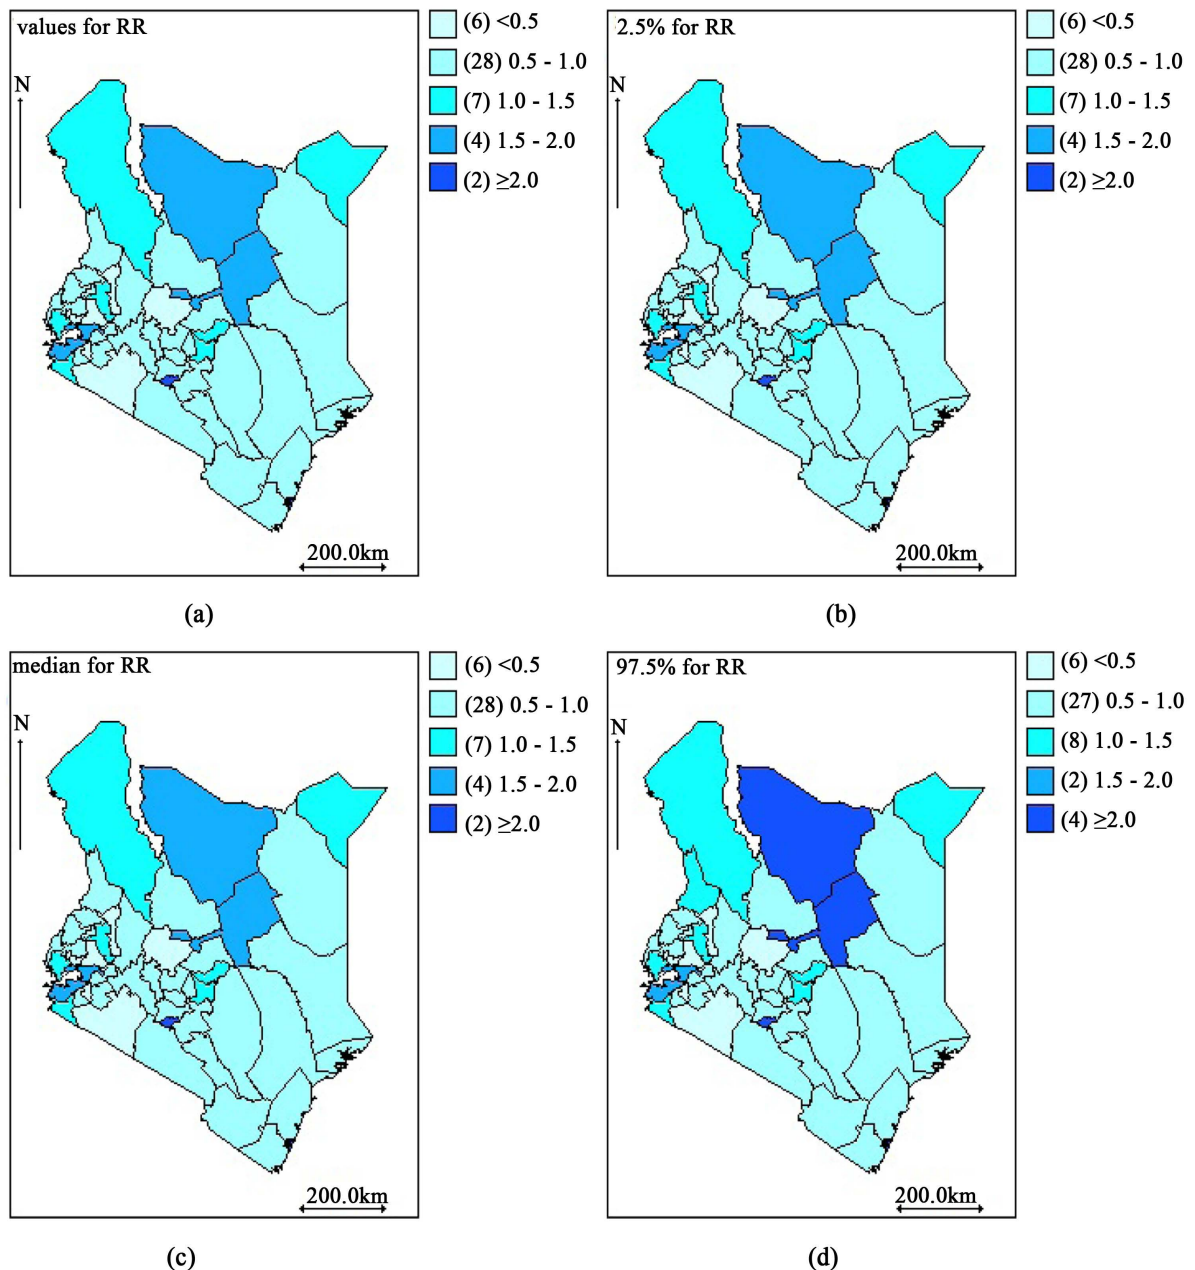 values for RR
N
200.0km
(6) <0.5
(28) 0.5 - 1.0
(7) 1.0 - 1.5
(4) 1.5 - 2.0
(2) ≥2.0
(a)
2.5% for RR
N
200.0km
(6) <0.5
(28) 0.5 - 1.0
(7) 1.0 - 1.5
(4) 1.5 - 2.0
(2) ≥2.0
(b)
median for RR
N
200.0km
(6) <0.5
(28) 0.5 - 1.0
(7) 1.0 - 1.5
(4) 1.5 - 2.0
(2) ≥2.0
(c)
97.5% for RR
N
200.0km
(6) <0.5
(27) 0.5 - 1.0
(8) 1.0 - 1.5
(2) 1.5 - 2.0
(4) ≥2.0
(d)